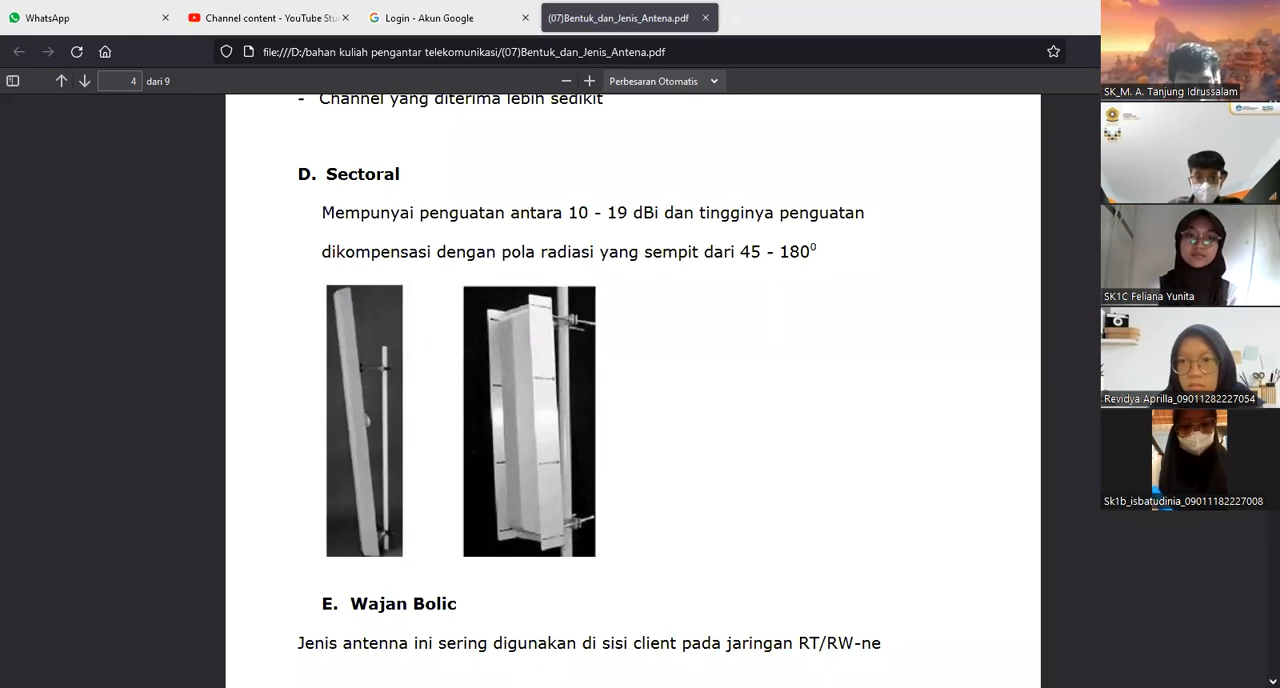 WhatsApp
Channel content - YouTube Stu
Login - Akun Google
(07)Bentuk_dan_Jenis_Antena.pdf
file:///D:/bahan kuliah pengantar telekomunikasi/(07)Bentuk_dan_Jenis_Antena.pdf
4 dari 9
Perbesaran Otomatis
- Channel yang diterima lebih sedikit
D. Sectoral
Mempunyai penguatan antara 10 - 19 dBi dan tingginya penguatan
dikompensasi dengan pola radiasi yang sempit dari 45 - 180⁰
E. Wajan Bolic
Jenis antenna ini sering digunakan di sisi client pada jaringan RT/RW-ne
SK_M. A. Tanjung Idrussalam
SK1C Feliana Yunita
Revidya Aprilla_09011282227054
Sk1b_isbatudinia_09011182227008